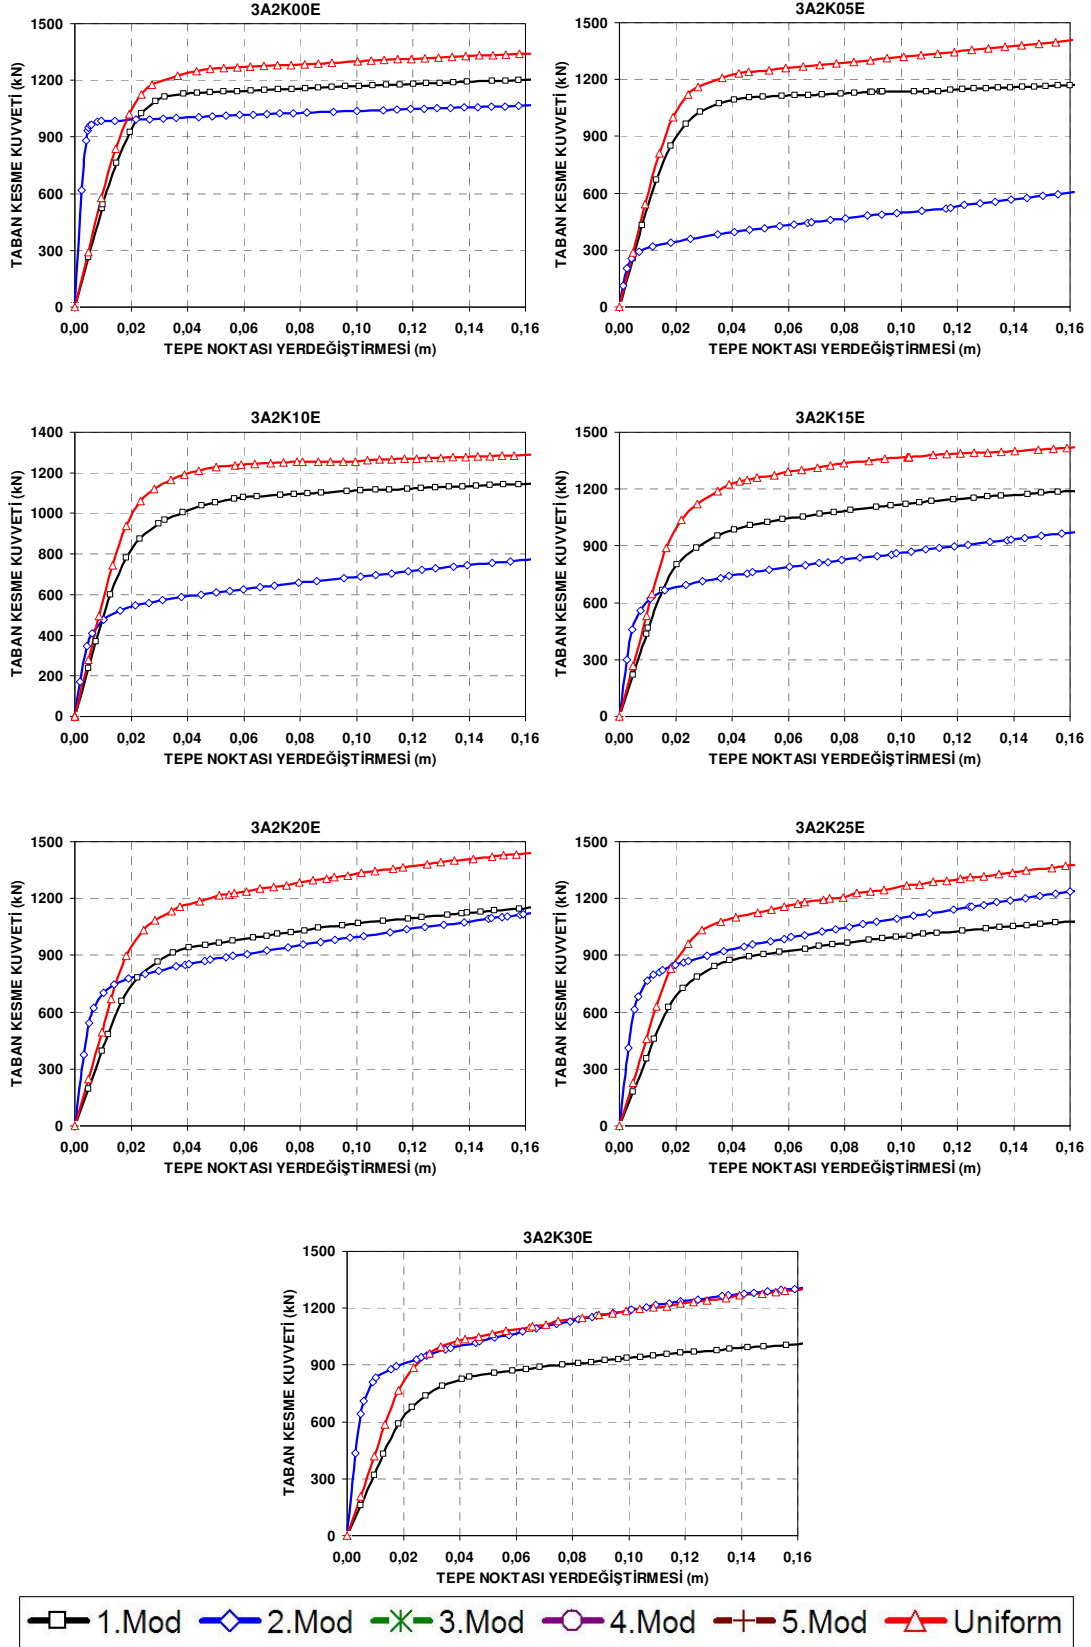 3A2K00E
TABAN KESME KUVVETİ (kN)
1500
1200
900
600
300
0
0,00 0,02 0,04 0,06 0,08 0,10 0,12 0,14 0,16
TEPE NOKTASI YERDEĞİŞTİRMESİ (m)
3A2K05E
TABAN KESME KUVVETİ (kN)
1500
1200
900
600
300
0
0,00 0,02 0,04 0,06 0,08 0,10 0,12 0,14 0,16
TEPE NOKTASI YERDEĞİŞTİRMESİ (m)
3A2K10E
TABAN KESME KUVVETİ (kN)
1400
1200
1000
800
600
400
200
0
0,00 0,02 0,04 0,06 0,08 0,10 0,12 0,14 0,16
TEPE NOKTASI YERDEĞİŞTİRMESİ (m)
3A2K15E
TABAN KESME KUVVETİ (kN)
1500
1200
900
600
300
0
0,00 0,02 0,04 0,06 0,08 0,10 0,12 0,14 0,16
TEPE NOKTASI YERDEĞİŞTİRMESİ (m)
3A2K20E
TABAN KESME KUVVETİ (kN)
1500
1200
900
600
300
0
0,00 0,02 0,04 0,06 0,08 0,10 0,12 0,14 0,16
TEPE NOKTASI YERDEĞİŞTİRMESİ (m)
3A2K25E
TABAN KESME KUVVETİ (kN)
1500
1200
900
600
300
0
0,00 0,02 0,04 0,06 0,08 0,10 0,12 0,14 0,16
TEPE NOKTASI YERDEĞİŞTİRMESİ (m)
3A2K30E
TABAN KESME KUVVETİ (kN)
1500
1200
900
600
300
0
0,00 0,02 0,04 0,06 0,08 0,10 0,12 0,14 0,16
TEPE NOKTASI YERDEĞİŞTİRMESİ (m)
1.Mod 2.Mod 3.Mod 4.Mod 5.Mod Uniform